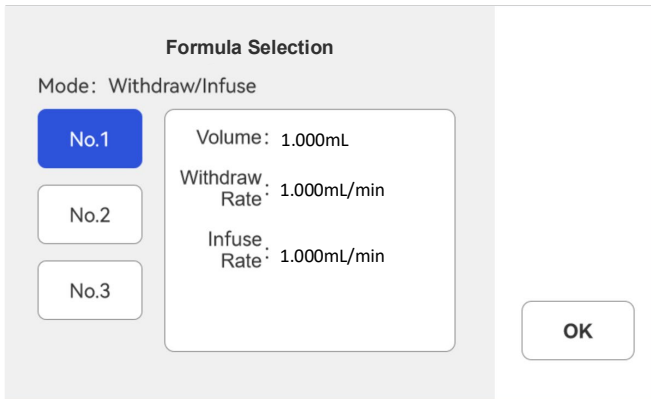 Formula Selection
Mode: Withdraw/Infuse
No.1
No.2
No.3
Volume: 1.000mL
Withdraw
Rate: 1.000mL/min
Infuse
Rate: 1.000mL/min
OK